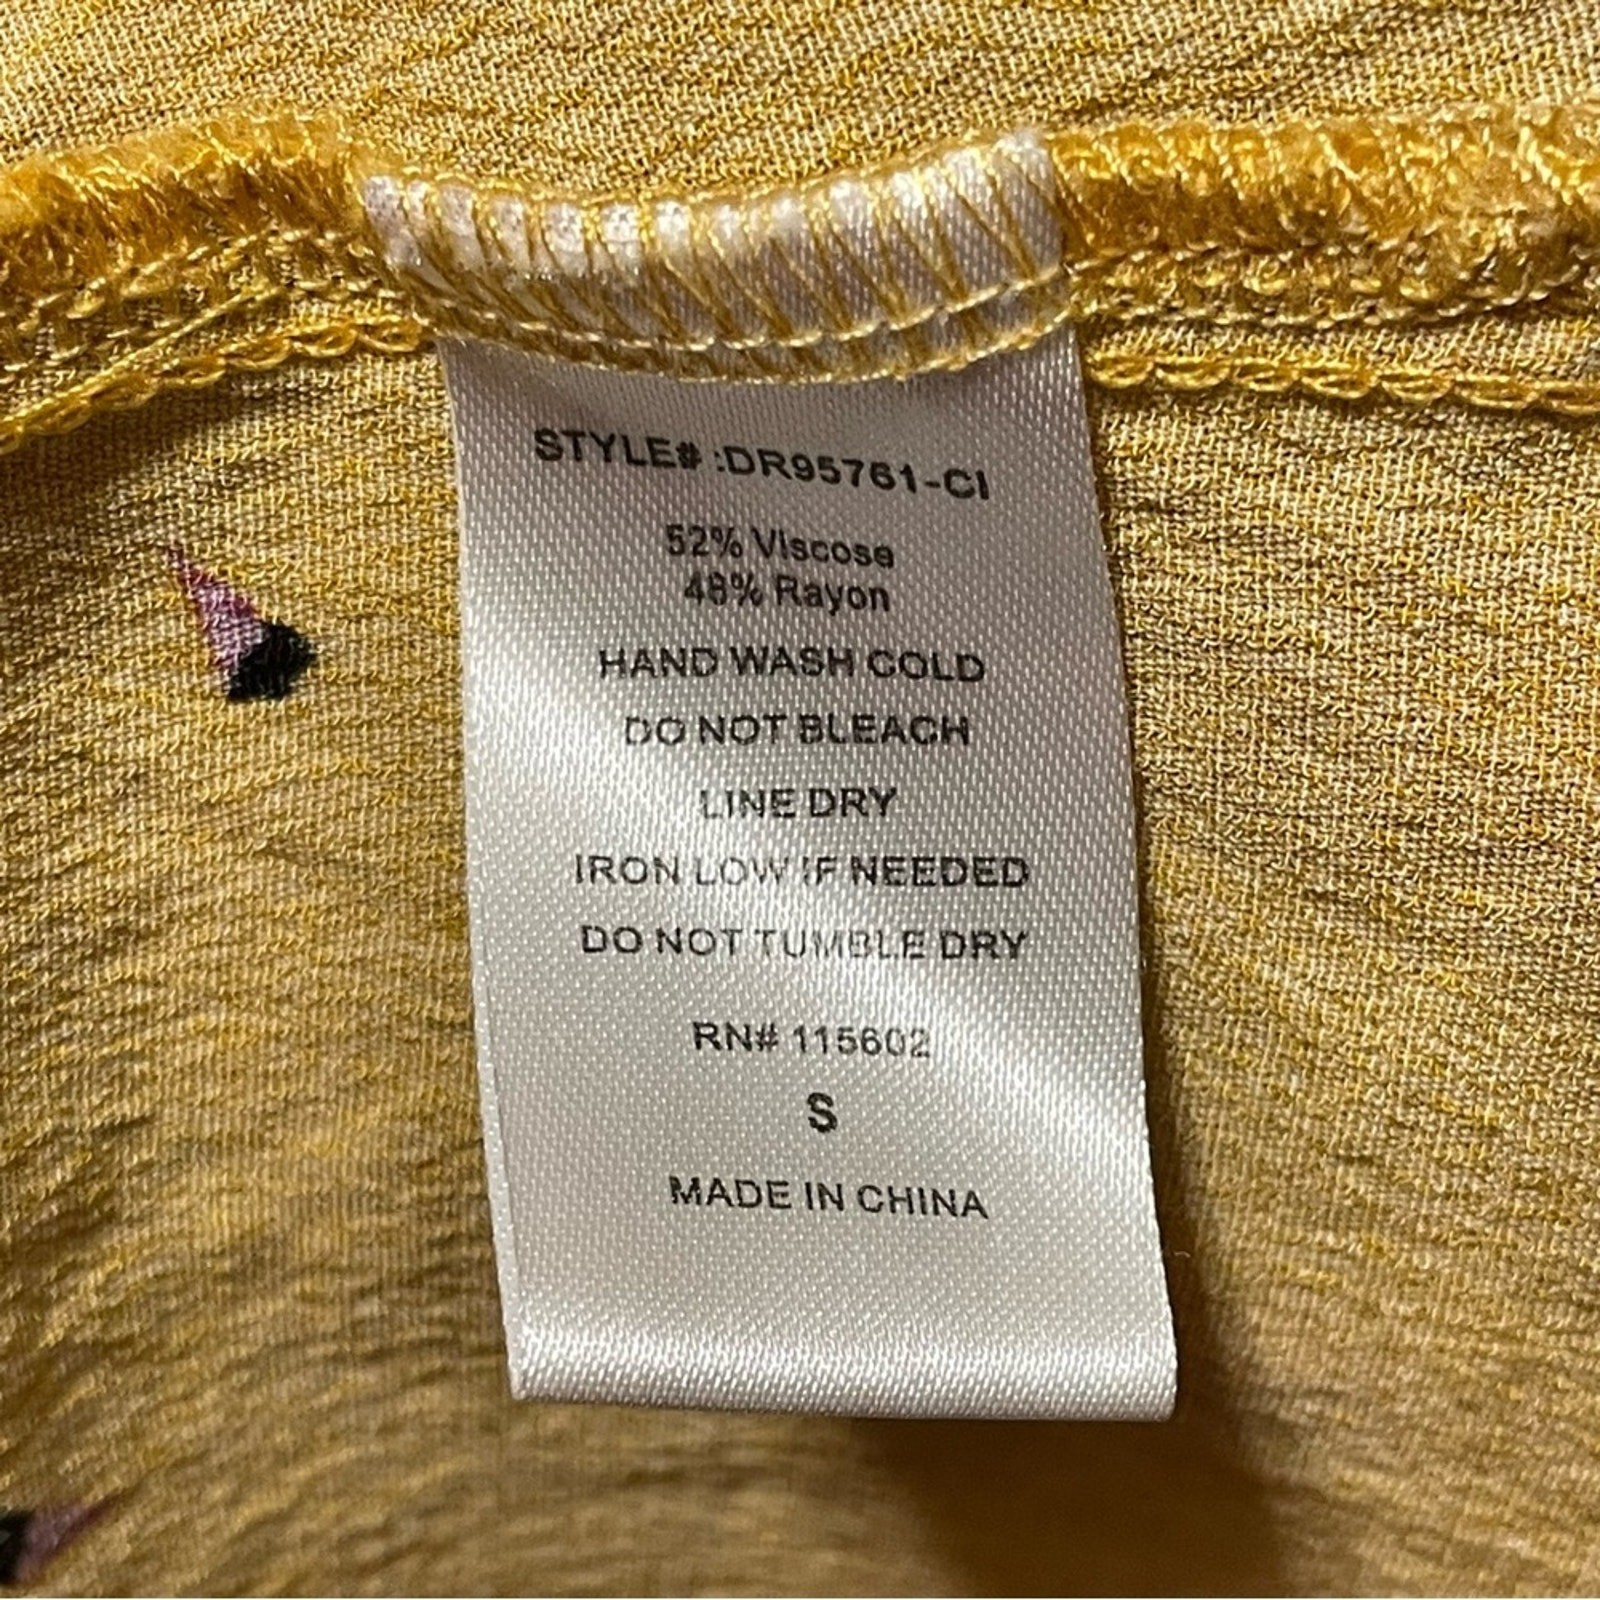 STYLE# :DR95761-CI
52% Viscose
48% Rayon
HAND WASH COLD
DO NOT BLEACH
LINE DRY
IRON LOW IF NEEDED
DO NOT TUMBLE DRY
RN# 115602
S
MADE IN CHINA